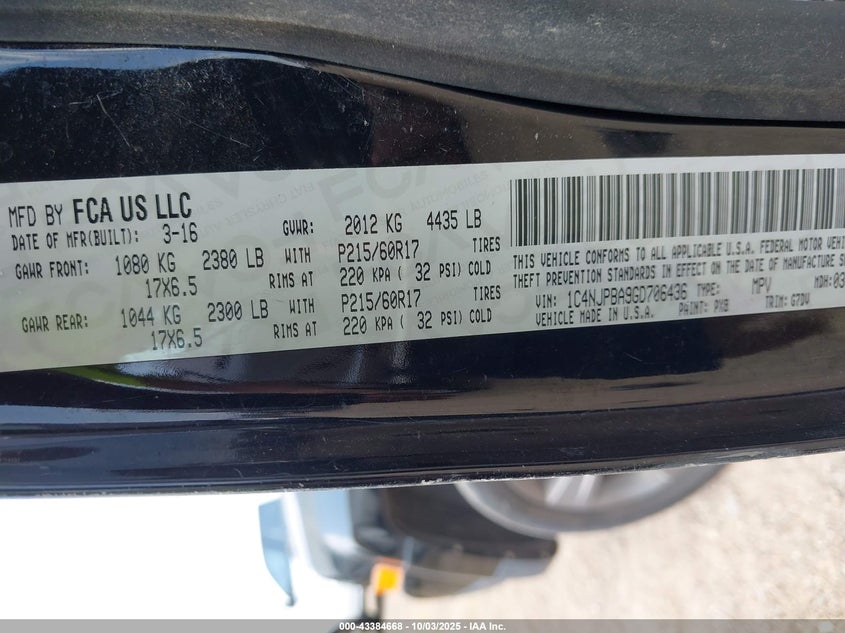 MFD BY FCA US LLC
DATE OF MFR(BUILT): 3-16
GVWR: 2012 KG 4435 LB
GAWR FRONT: 1080 KG 2380 LB WITH P215/60R17 TIRES
17X6.5 RIMS AT 220 KPA ( 32 PSI) COLD
GAWR REAR: 1044 KG 2300 LB WITH P215/60R17 TIRES
17X6.5 RIMS AT 220 KPA ( 32 PSI) COLD
THIS VEHICLE CONFORMS TO ALL APPLICABLE U.S.A. FEDERAL MOTOR
THEFT PREVENTION STANDARDS IN EFFECT ON THE DATE OF MANUFACTURE
VIN: 1C4NJPBA9GD706436 TYPE: MPV MDH:
VEHICLE MADE IN U.S.A. PAINT: PXB TRIM: G7DV
000-43384668 - 10/03/2025 - IAA Inc.